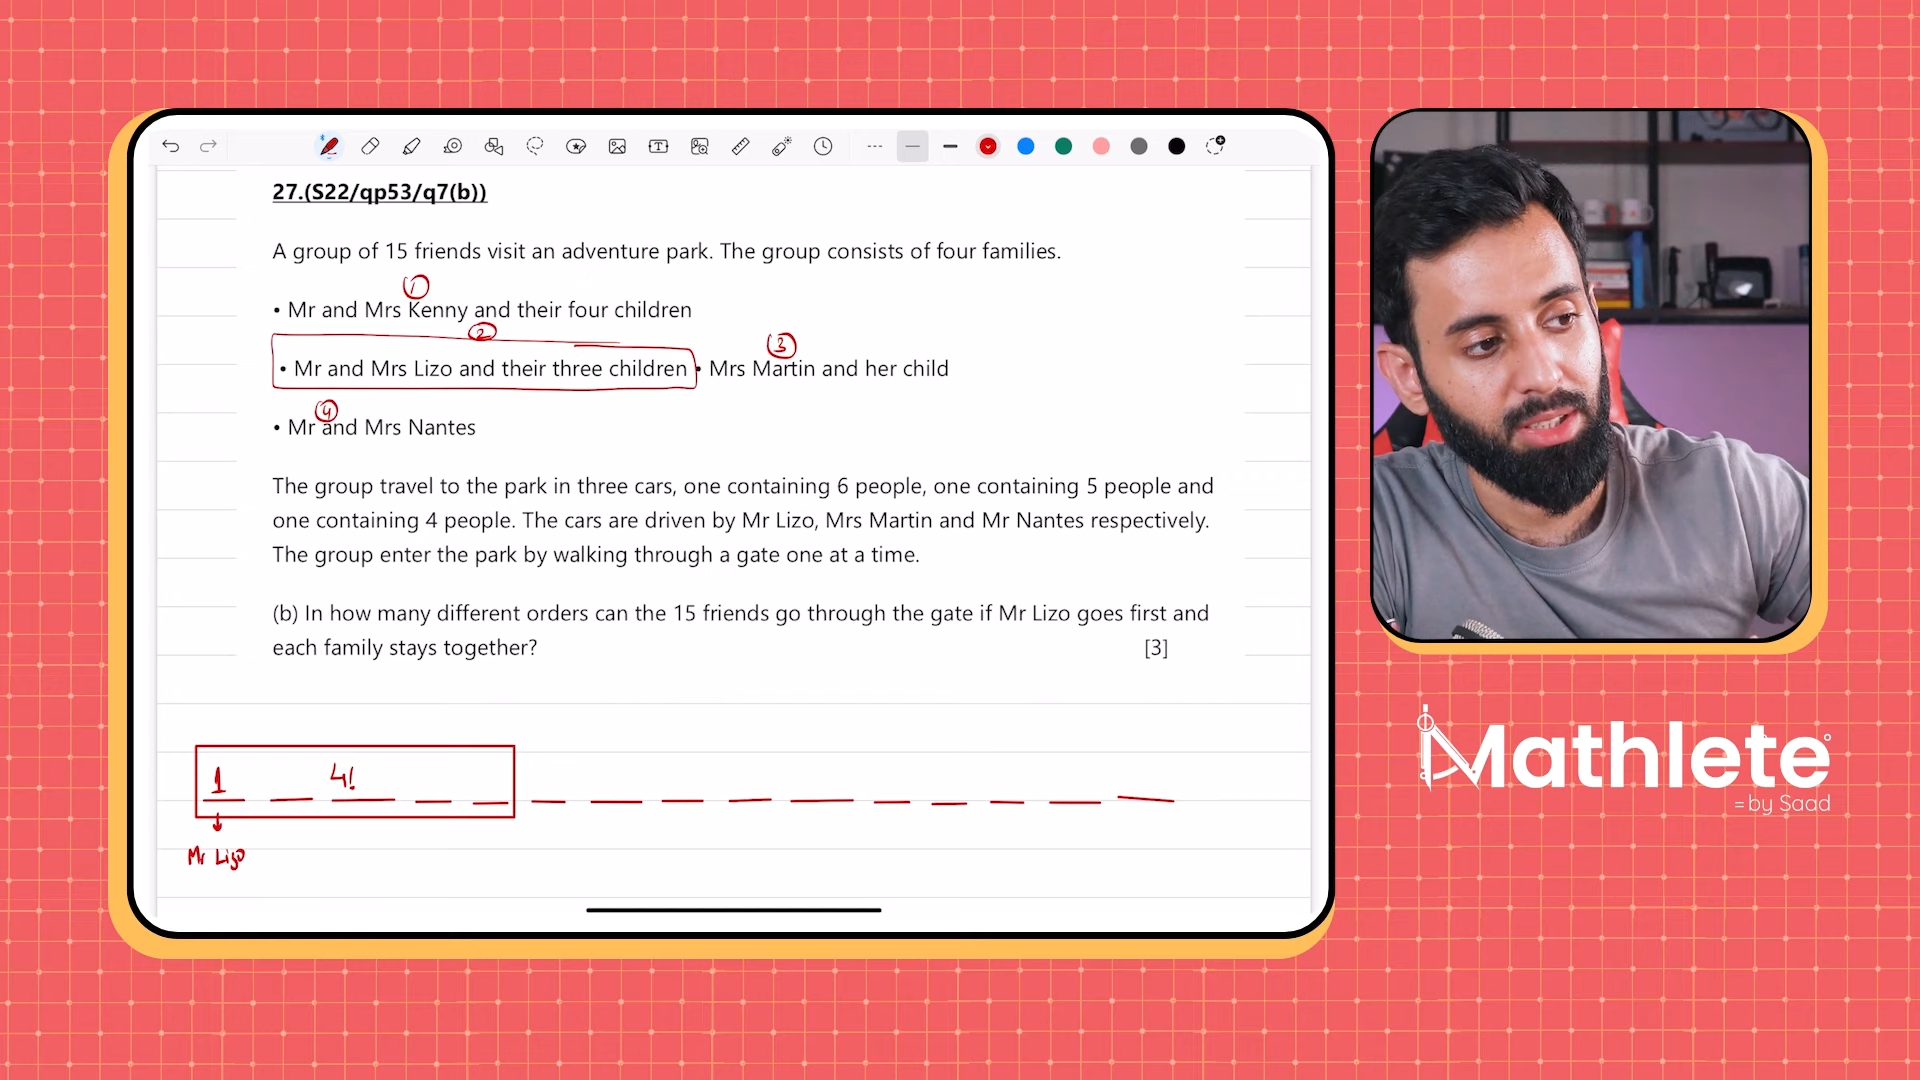 27.(S22/qp53/q7(b))
A group of 15 friends visit an adventure park. The group consists of four families.
1
• Mr and Mrs Kenny and their four children
2
3
• Mr and Mrs Lizo and their three children • Mrs Martin and her child
4
• Mr and Mrs Nantes
The group travel to the park in three cars, one containing 6 people, one containing 5 people and
one containing 4 people. The cars are driven by Mr Lizo, Mrs Martin and Mr Nantes respectively.
The group enter the park by walking through a gate one at a time.
(b) In how many different orders can the 15 friends go through the gate if Mr Lizo goes first and
each family stays together? [3]
1 4!
Mr Lizo
Mathlete
= by Saad